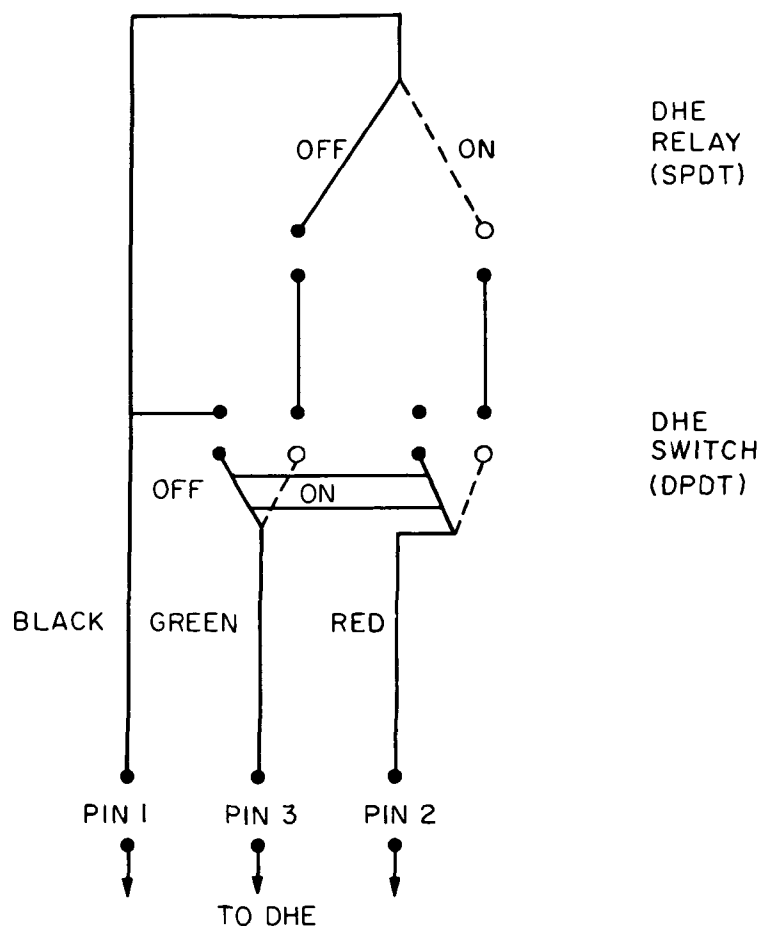 DHE
RELAY
(SPDT)
OFF
ON
DHE
SWITCH
(DPDT)
OFF
ON
BLACK
GREEN
RED
PIN 1
PIN 3
PIN 2
TO DHE